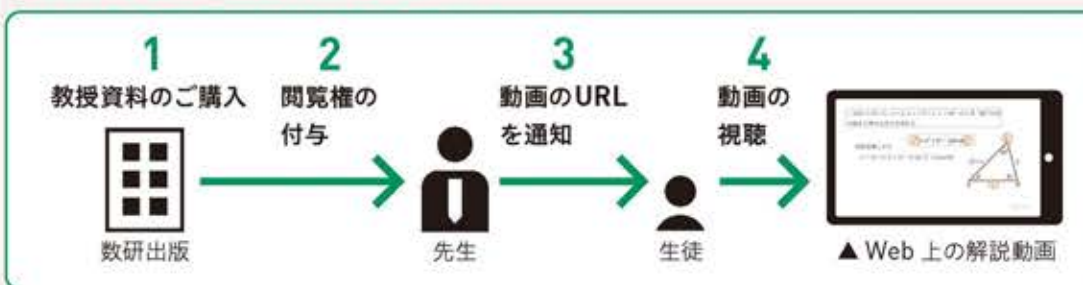 1
教授資料のご購入
2
閲覧権の
付与
3
動画のURL
を通知
4
動画の
視聴
数研出版
先生
生徒
▲ Web 上の解説動画